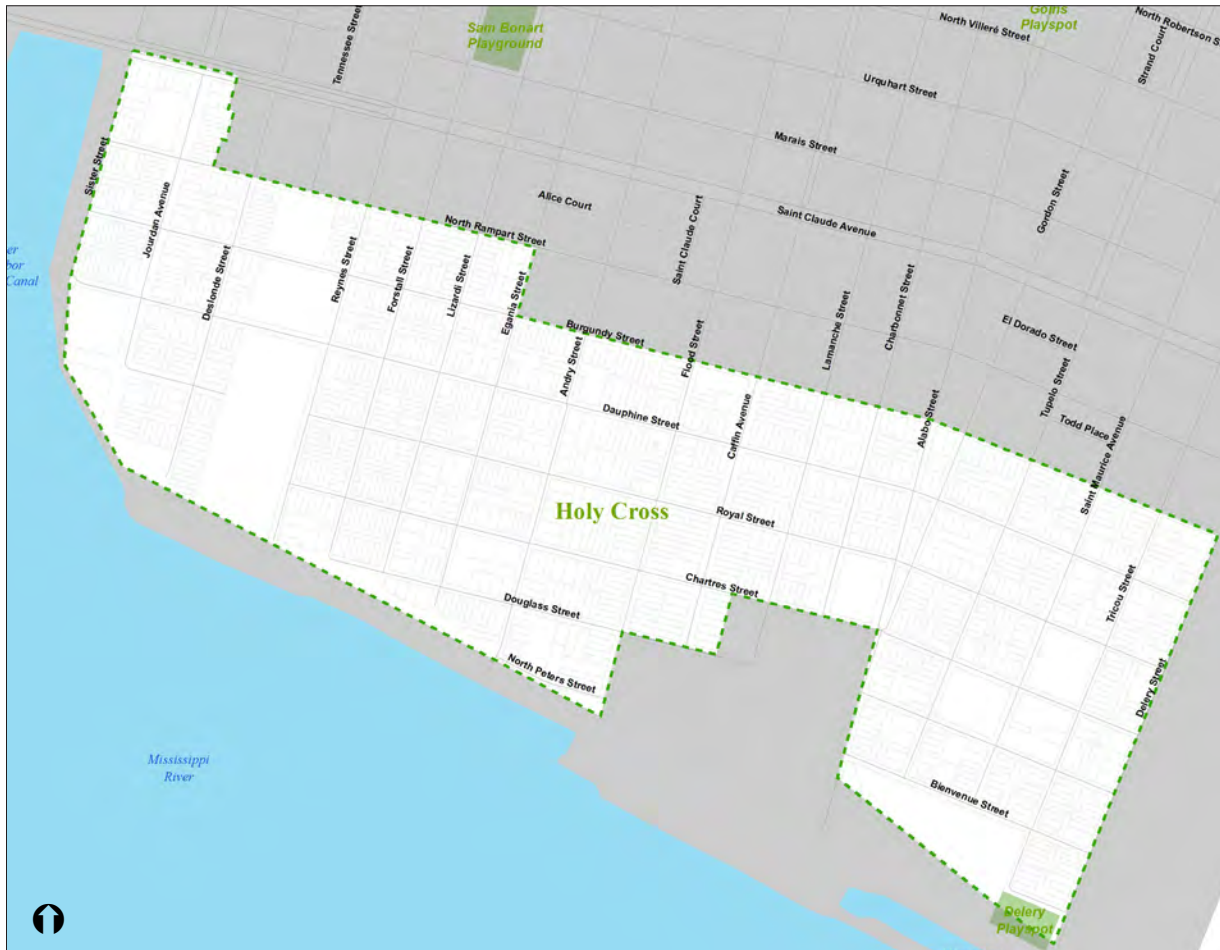 Goins
Playspot
North Robertson S
North Villeré Street
Sam Bonart
Playground
Strand Court
Tennessee Street
Urquhart Street
Marais Street
Sister Street
Jourdan Avenue
Alice Court
Saint Claude Court
Saint Claude Avenue
Gordon Street
North Rampart Street
er
bor
Canal
Deslonde Street
Reynes Street
Forstall Street
Lizardi Street
Egania Street
Burgundy Street
Andry Street
Flood Street
Lamanche Street
Charbonnet Street
El Dorado Street
Tupelo Street
Todd Place
Saint Maurice Avenue
Dauphine Street
Caffin Avenue
Alabo Street
Holy Cross
Royal Street
Chartres Street
Douglass Street
North Peters Street
Tricou Street
Delery Street
Mississippi
River
Bienvenue Street
Delery
Playspot